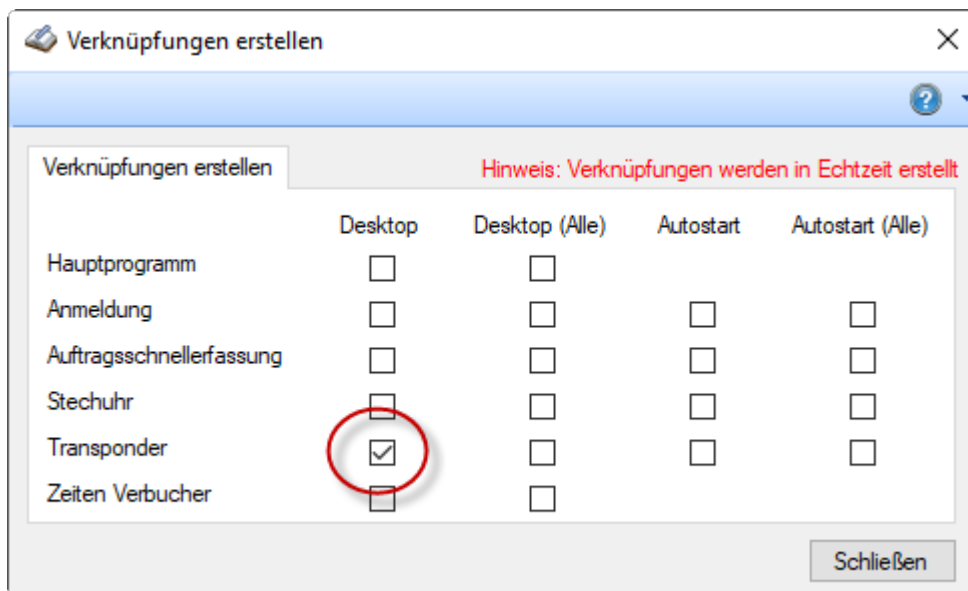 Verknüpfungen erstellen
Verknüpfungen erstellen
Hinweis: Verknüpfungen werden in Echtzeit erstellt
Desktop Desktop (Alle) Autostart Autostart (Alle)
Hauptprogramm
Anmeldung
Auftragsschnellerfassung
Stechuhr
Transponder
Zeiten Verbucher
Schließen